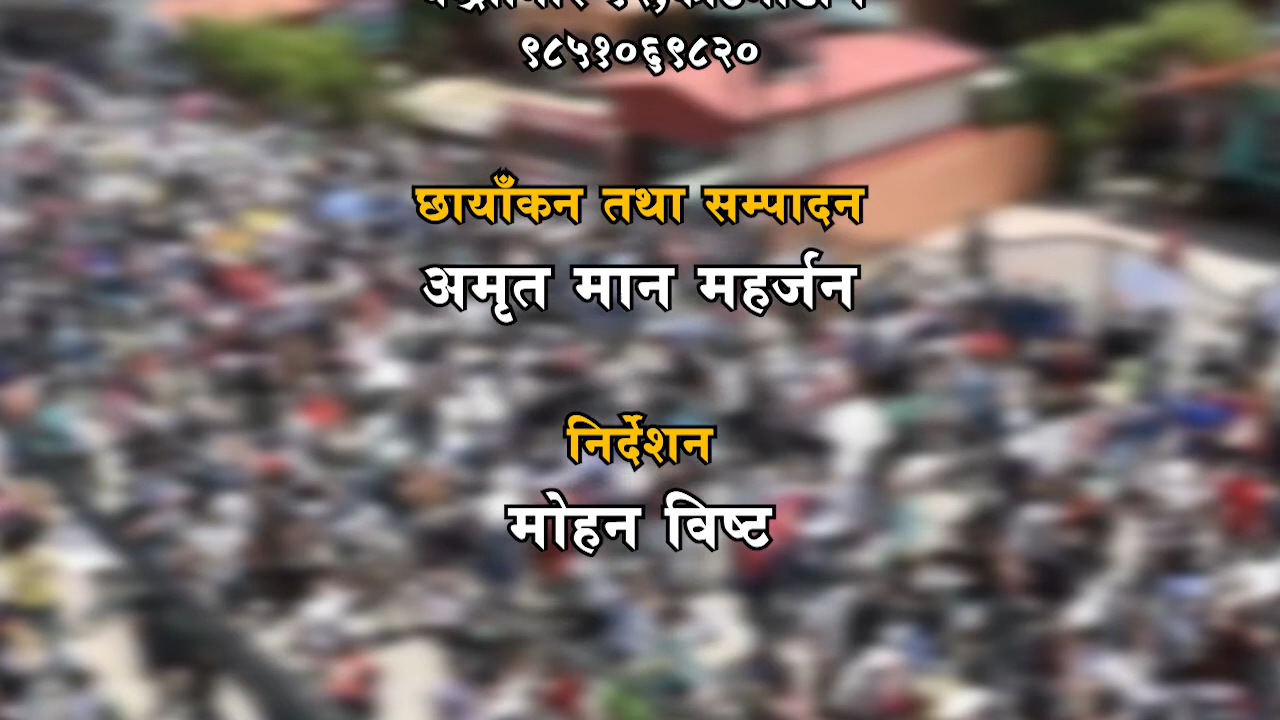 ९८५१०६९८२०
छायाँकन तथा सम्पादन
अमृत मान महर्जन
निर्देशन
मोहन विष्ट